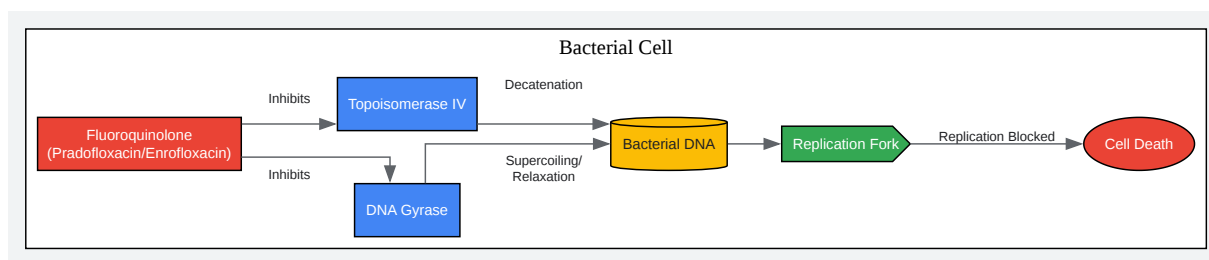 Bacterial Cell
Inhibits
Topoisomerase IV
Decatenation
Fluoroquinolone
(Pradofloxacin/Enrofloxacin)
Inhibits
DNA Gyrase
Supercoiling/
Relaxation
Bacterial DNA
Replication Fork
Replication Blocked
Cell Death